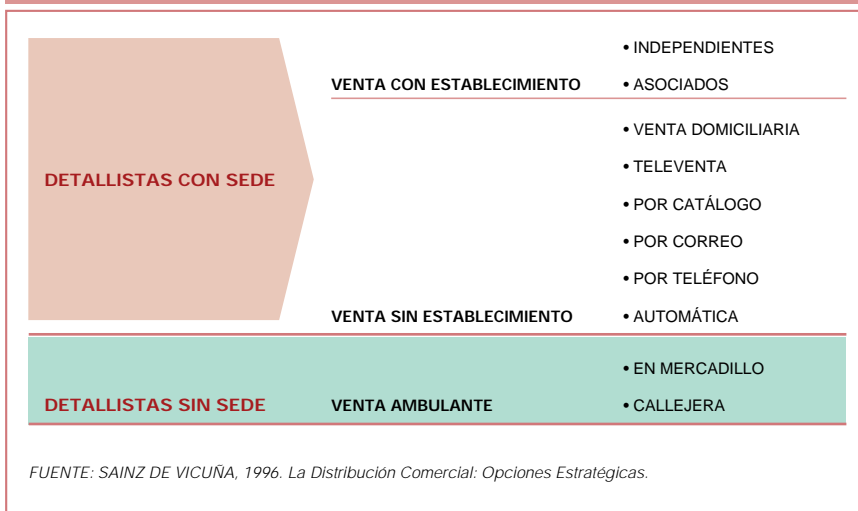 • INDEPENDIENTES
VENTA CON ESTABLECIMIENTO • ASOCIADOS
• VENTA DOMICILIARIA
DETALLISTAS CON SEDE • TELEVENTA
• POR CATÁLOGO
• POR CORREO
• POR TELÉFONO
VENTA SIN ESTABLECIMIENTO • AUTOMÁTICA
• EN MERCADILLO
DETALLISTAS SIN SEDE VENTA AMBULANTE • CALLEJERA
FUENTE: SAINZ DE VICUÑA, 1996. La Distribución Comercial: Opciones Estratégicas.